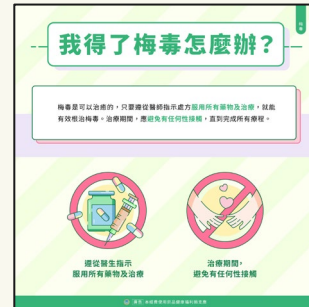 我得了梅毒怎麼辦?
梅毒是可以治癒的，只要遵從醫師指示處方服用所有藥物及治療，就能
有效根治梅毒。治療期間，應避免有任何性接觸，直到完成所有療程。
遵從醫生指示
服用所有藥物及治療
治療期間，
避免有任何性接觸